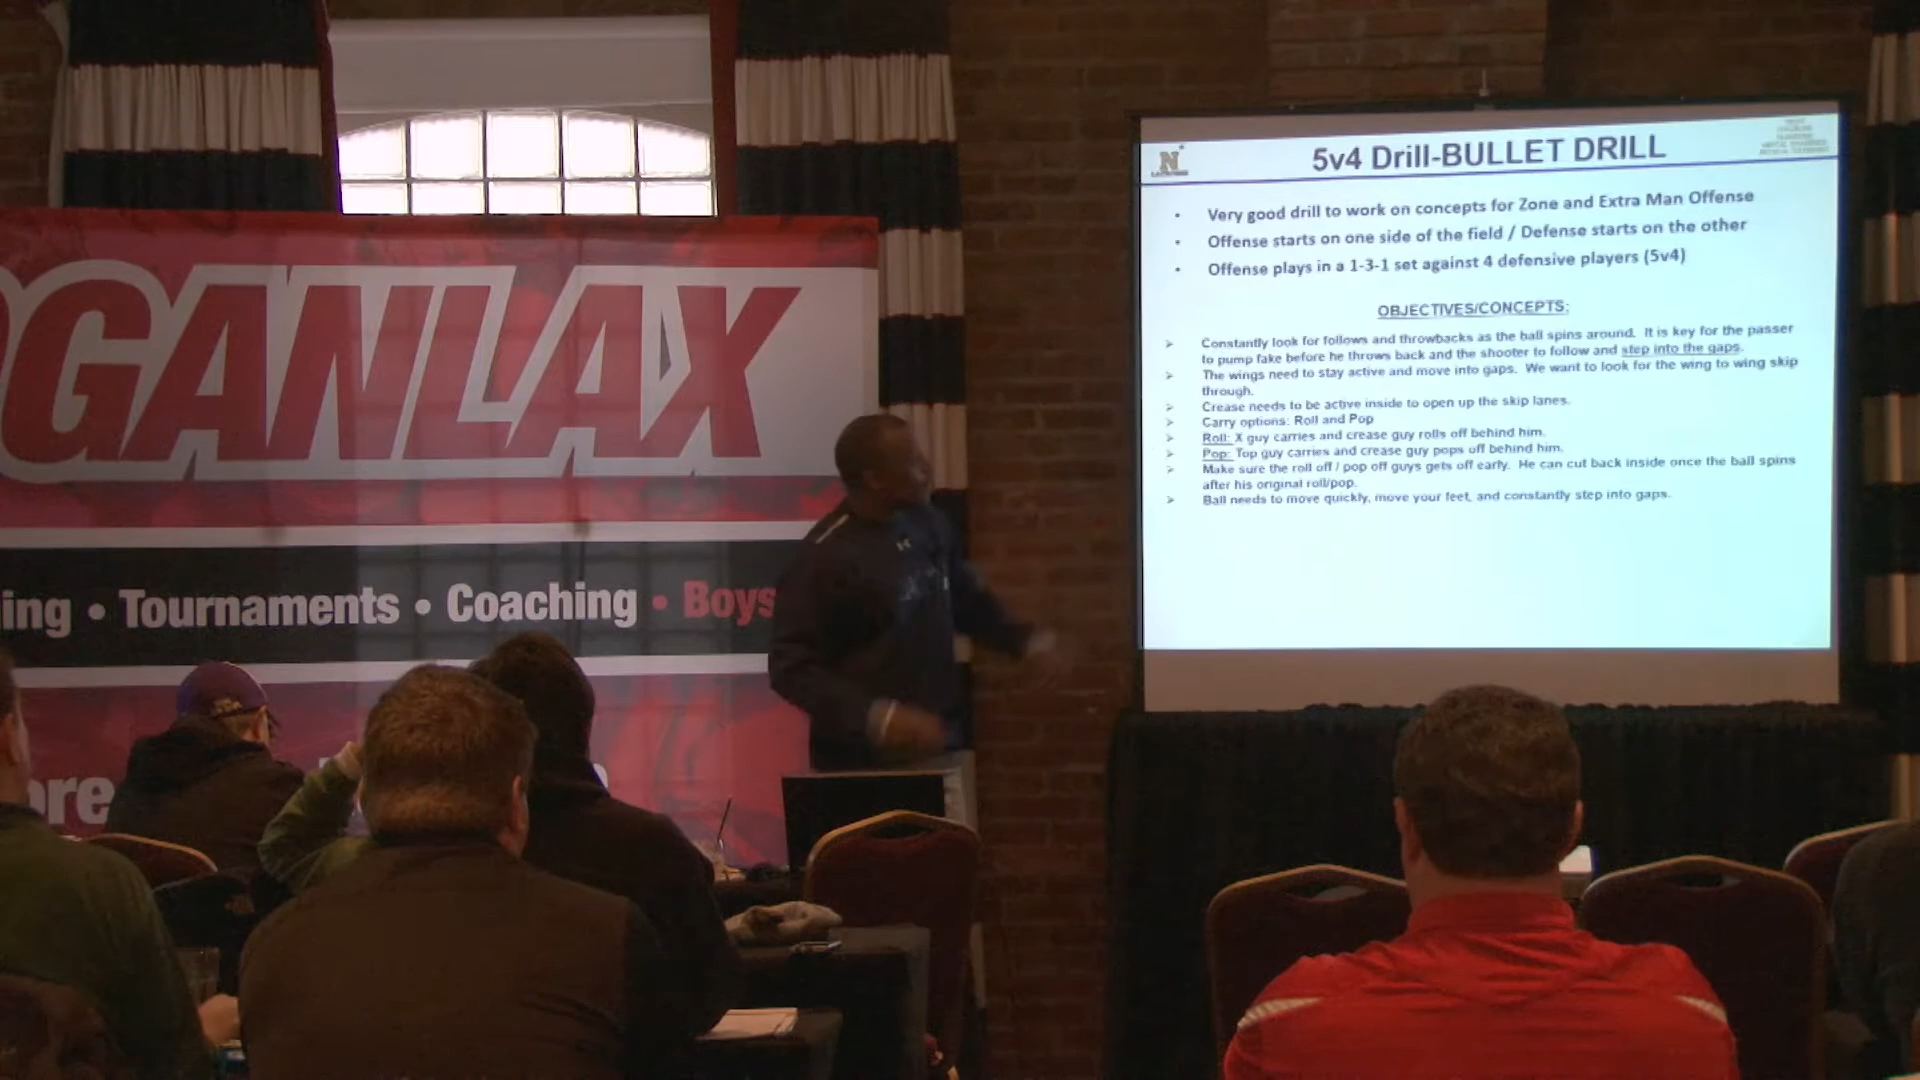 5v4 Drill-BULLET DRILL
N
LACROSSE
• Very good drill to work on concepts for Zone and Extra Man Offense
• Offense starts on one side of the field / Defense starts on the other
• Offense plays in a 1-3-1 set against 4 defensive players (5v4)
OBJECTIVES/CONCEPTS:
➢ Constantly look for follows and throwbacks as the ball spins around. It is key for the passer
to pump fake before he throws back and the shooter to follow and step into the gaps.
➢ The wings need to stay active and move into gaps. We want to look for the wing to wing skip
through.
➢ Crease needs to be active inside to open up the skip lanes.
➢ Carry options: Roll and Pop
➢ Roll: X guy carries and crease guy rolls off behind him.
➢ Pop: Top guy carries and crease guy pops off behind him.
➢ Make sure the roll off / pop off guys gets off early. He can cut back inside once the ball spins
after his original roll/pop.
➢ Ball needs to move quickly, move your feet, and constantly step into gaps.
OGANLAX
ing • Tournaments • Coaching • Boys
ore